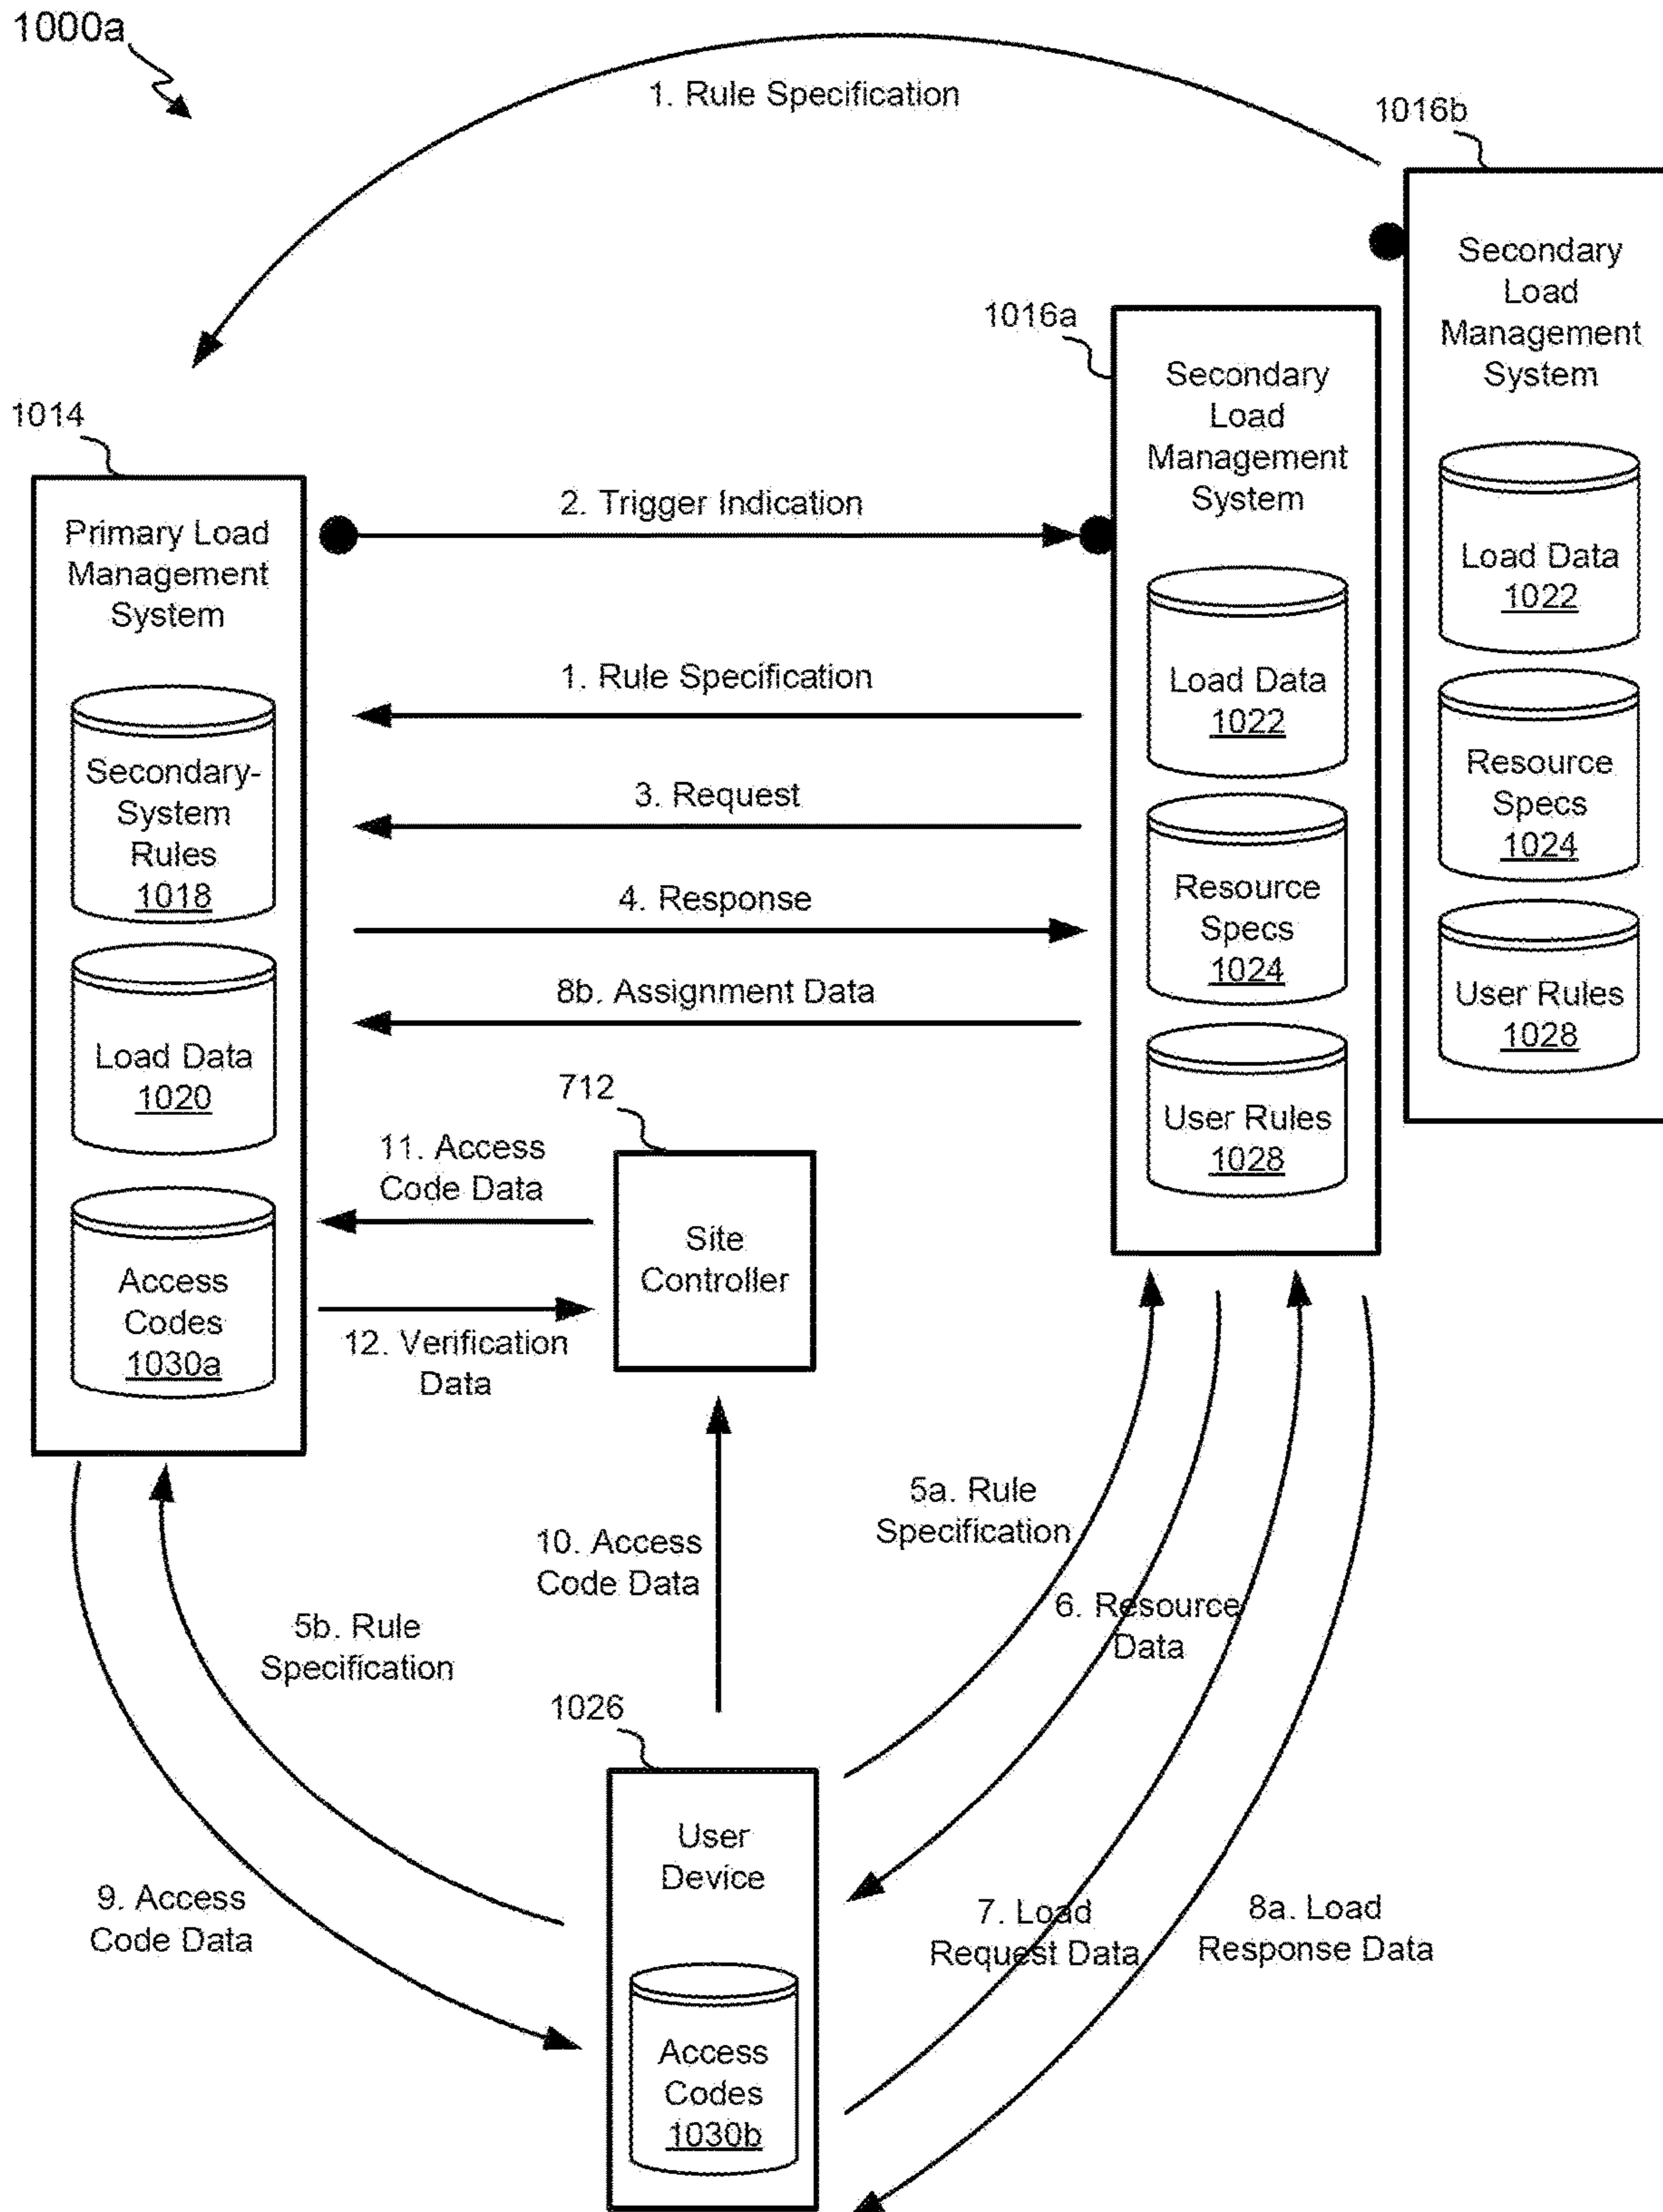 1000a
1. Rule Specification
1016b
Secondary
Load
Management
System
Load Data
1022
Resource
Specs
1024
User Rules
1028
1016a
Secondary
Load
Management
System
Load Data
1022
Resource
Specs
1024
User Rules
1028
1014
Primary Load
Management
System
Secondary-
System
Rules
1018
Load Data
1020
Access
Codes
1030a
2. Trigger Indication
1. Rule Specification
3. Request
4. Response
8b. Assignment Data
712
Site
Controller
11. Access
Code Data
12. Verification
Data
10. Access
Code Data
5a. Rule
Specification
6. Resource
Data
5b. Rule
Specification
9. Access
Code Data
7. Load
Request Data
8a. Load
Response Data
1026
User
Device
Access
Codes
1030b